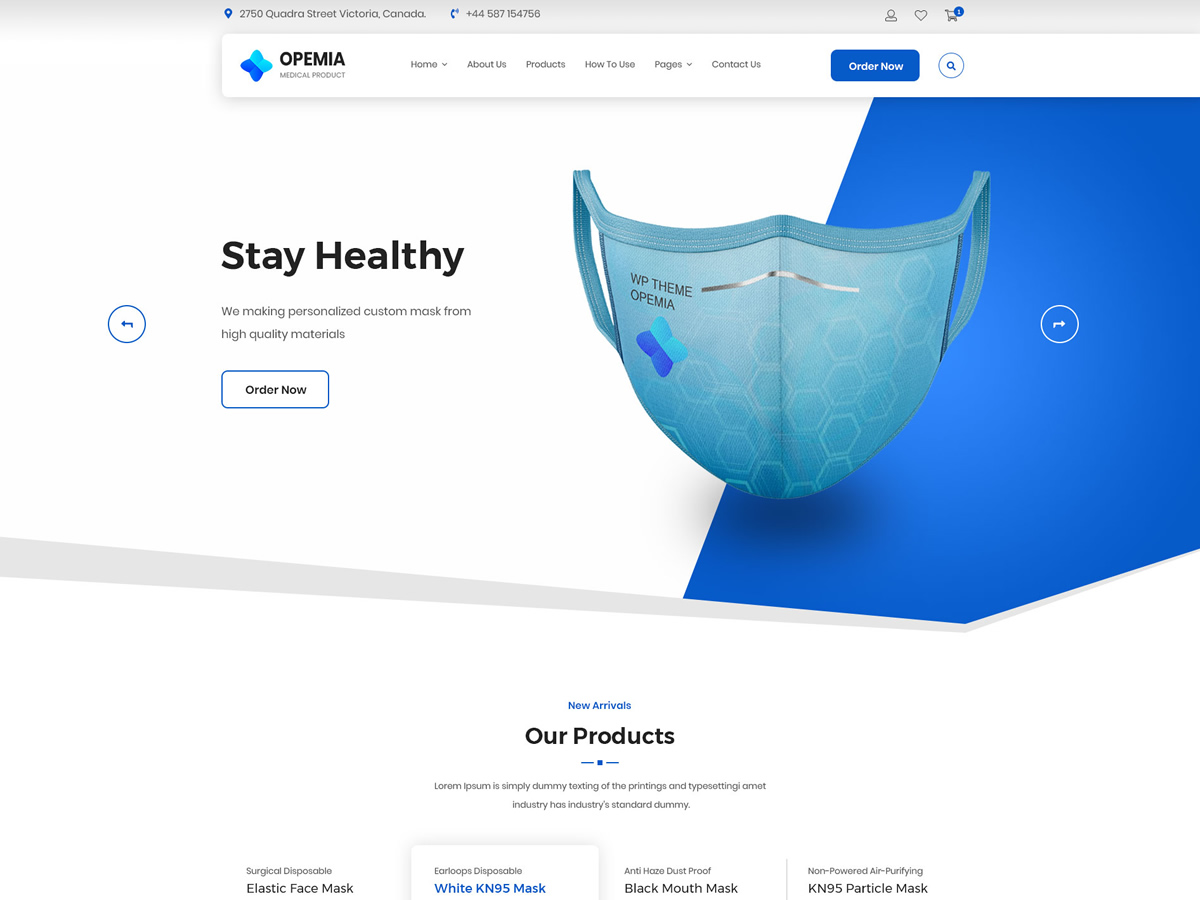 2750 Quadra Street Victoria, Canada.
+44 587 154756
1
OPEMIA
MEDICAL PRODUCT
Home
About Us
Products
How To Use
Pages
Contact Us
Order Now
Stay Healthy
We making personalized custom mask from
high quality materials
Order Now
WP THEME
OPEMIA
New Arrivals
Our Products
Lorem Ipsum is simply dummy texting of the printings and typesettingi amet
industry has industry's standard dummy.
Surgical Disposable
Elastic Face Mask
Earloops Disposable
White KN95 Mask
Anti Haze Dust Proof
Black Mouth Mask
Non-Powered Air-Purifying
KN95 Particle Mask